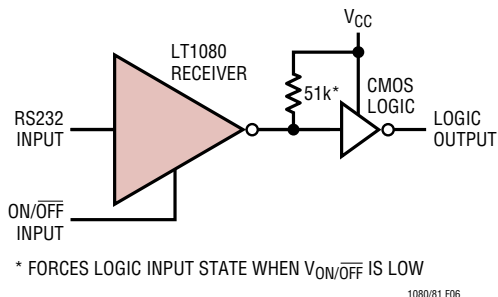 VCC
LT1080
RECEIVER
51k*
CMOS
LOGIC
RS232
INPUT
LOGIC
OUTPUT
ON/OFF
INPUT
* FORCES LOGIC INPUT STATE WHEN VON/OFF IS LOW
1080/81 F06